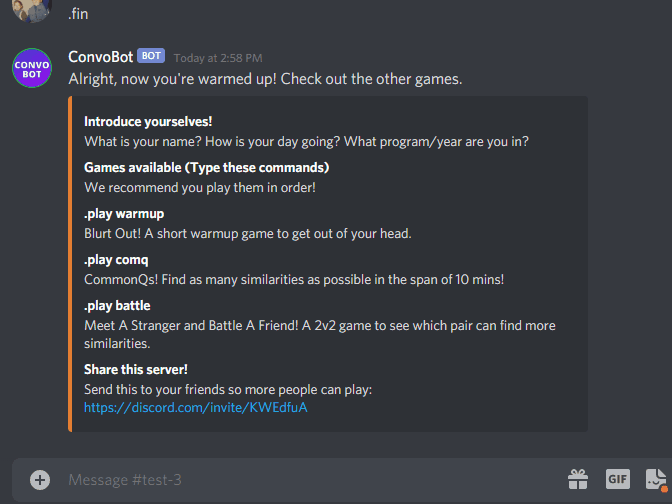 .fin
CONVO
BOT
ConvoBot BOT Today at 2:58 PM
Alright, now you're warmed up! Check out the other games.
Introduce yourselves!
What is your name? How is your day going? What program/year are you in?
Games available (Type these commands)
We recommend you play them in order!
.play warmup
Blurt Out! A short warmup game to get out of your head.
.play comq
CommonQs! Find as many similarities as possible in the span of 10 mins!
.play battle
Meet A Stranger and Battle A Friend! A 2v2 game to see which pair can find more
similarities.
Share this server!
Send this to your friends so more people can play:
https://discord.com/invite/KWEdfuA
Message #test-3
GIF